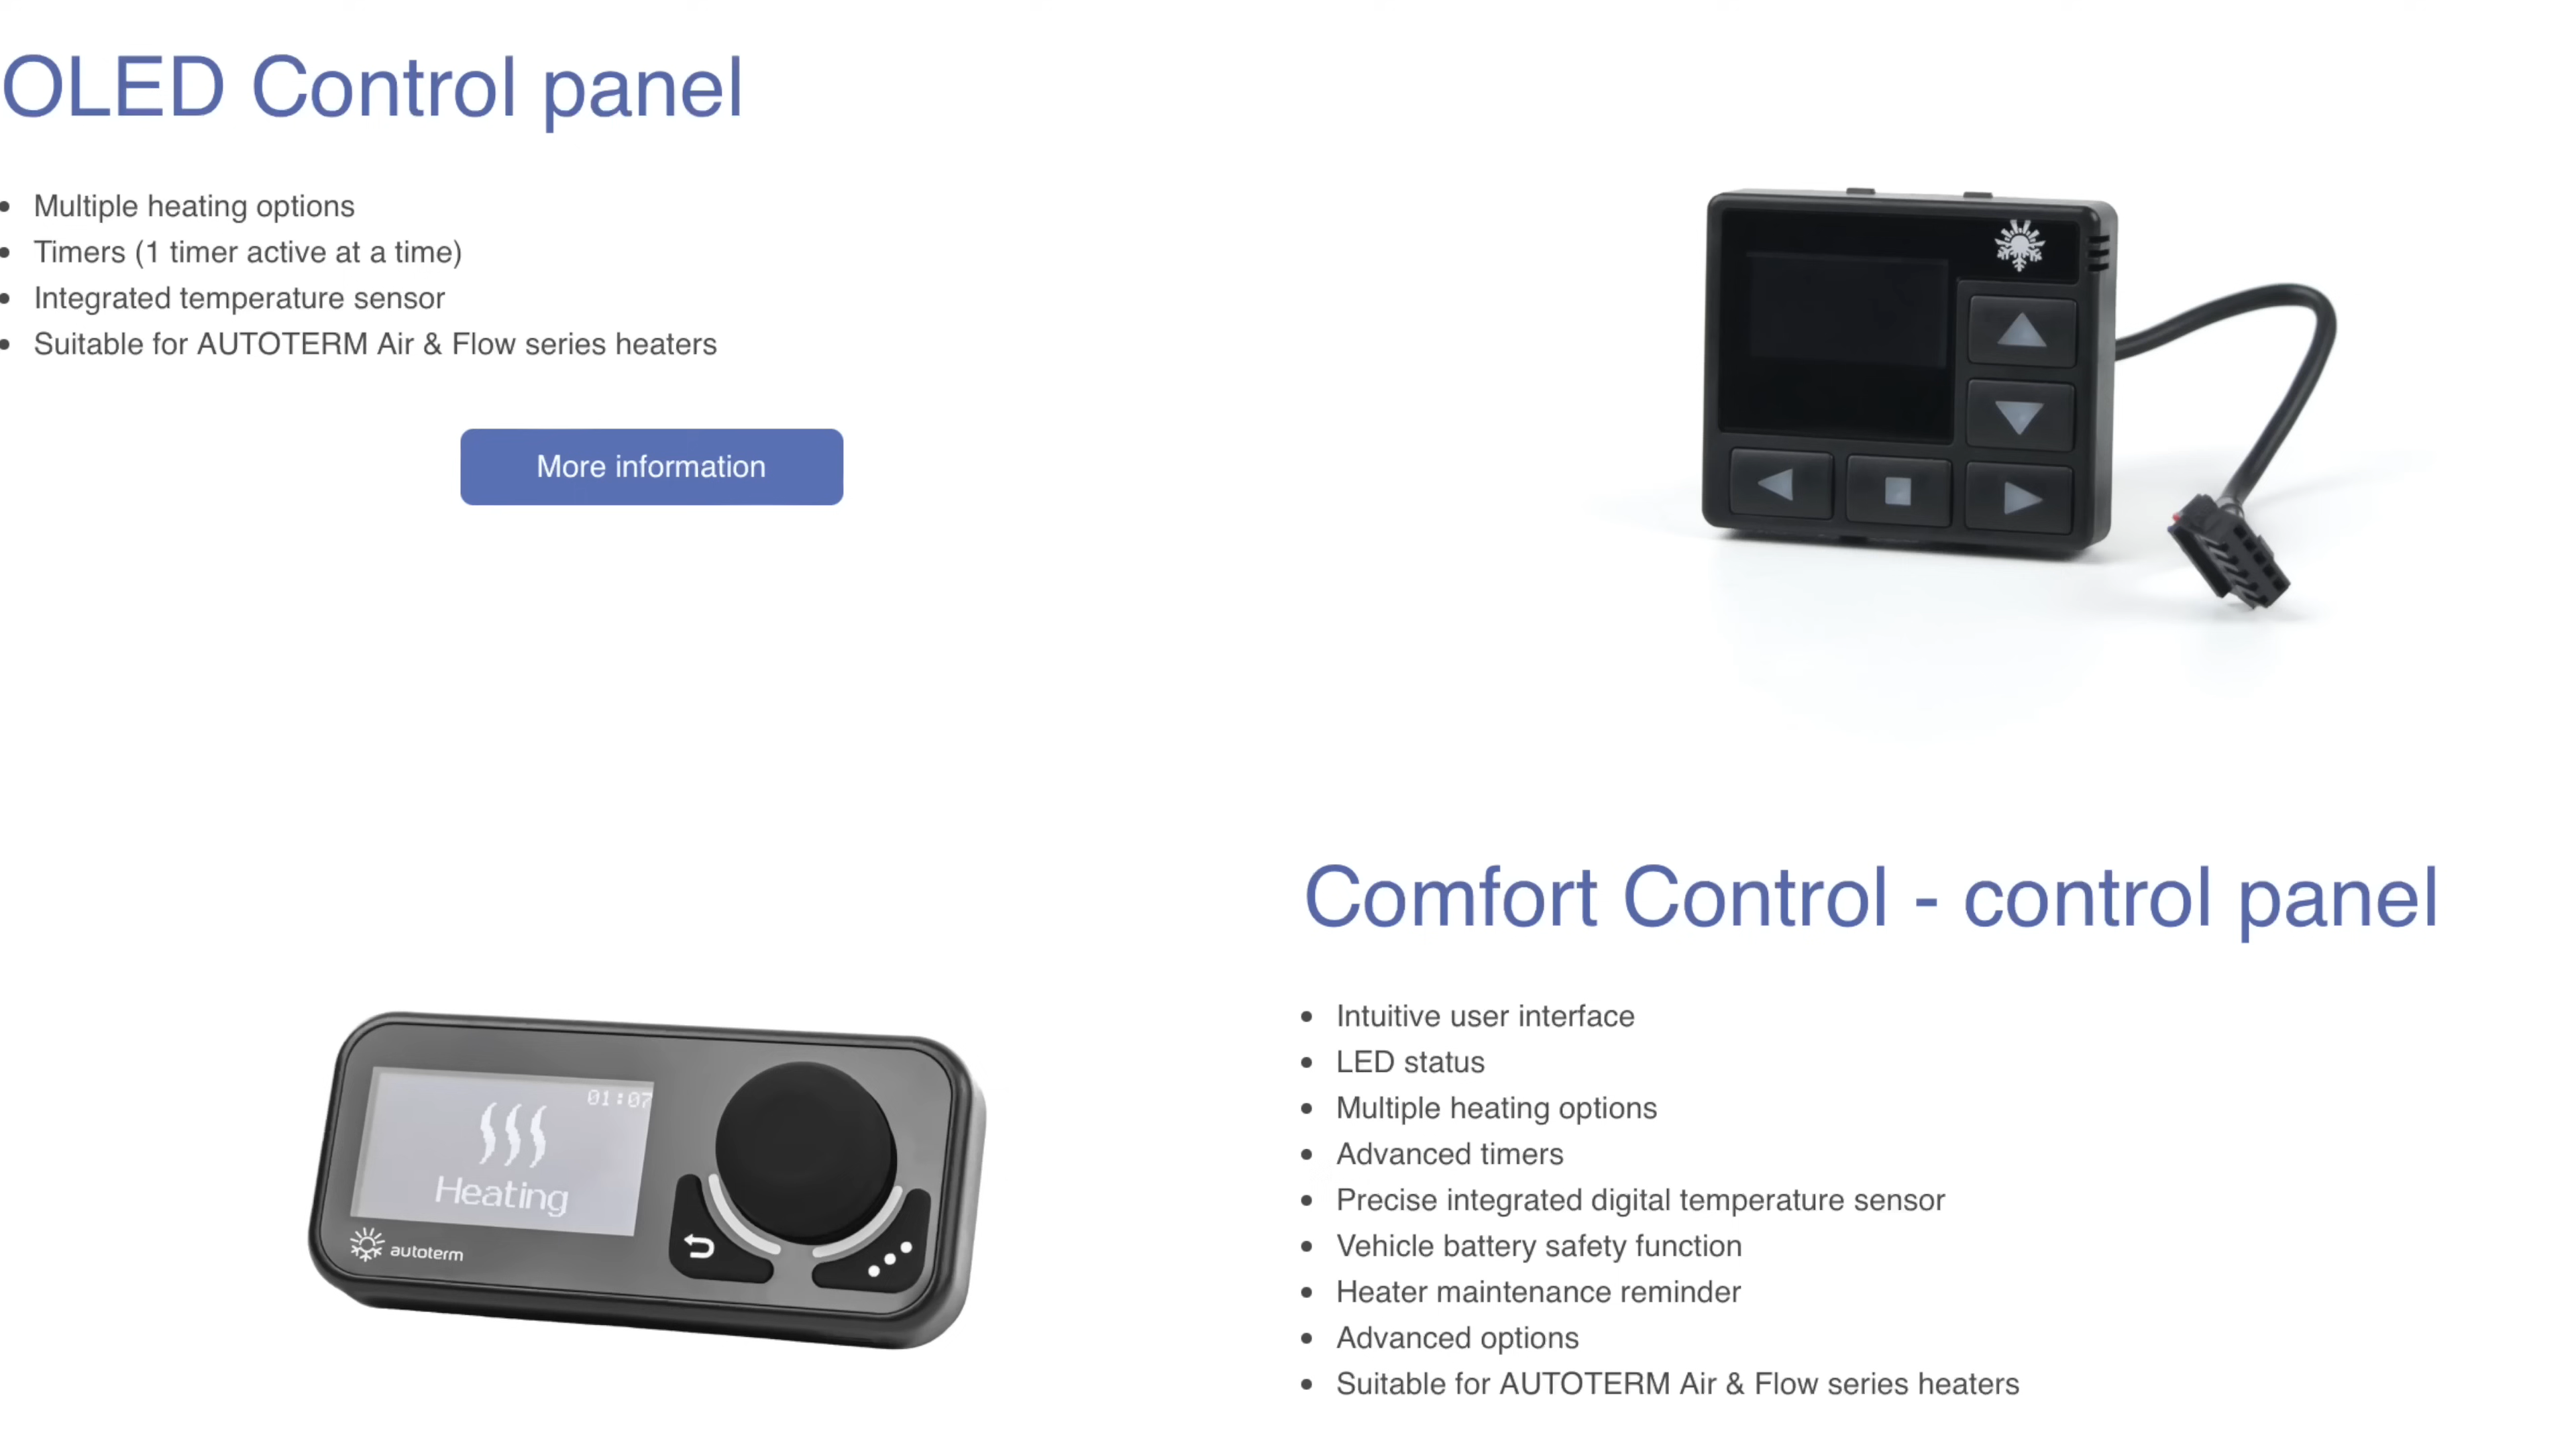 OLED Control panel
Multiple heating options
Timers (1 timer active at a time)
Integrated temperature sensor
Suitable for AUTOTERM Air & Flow series heaters
More information
01:07
Heating
autoterm
Comfort Control - control panel
Intuitive user interface
LED status
Multiple heating options
Advanced timers
Precise integrated digital temperature sensor
Vehicle battery safety function
Heater maintenance reminder
Advanced options
Suitable for AUTOTERM Air & Flow series heaters